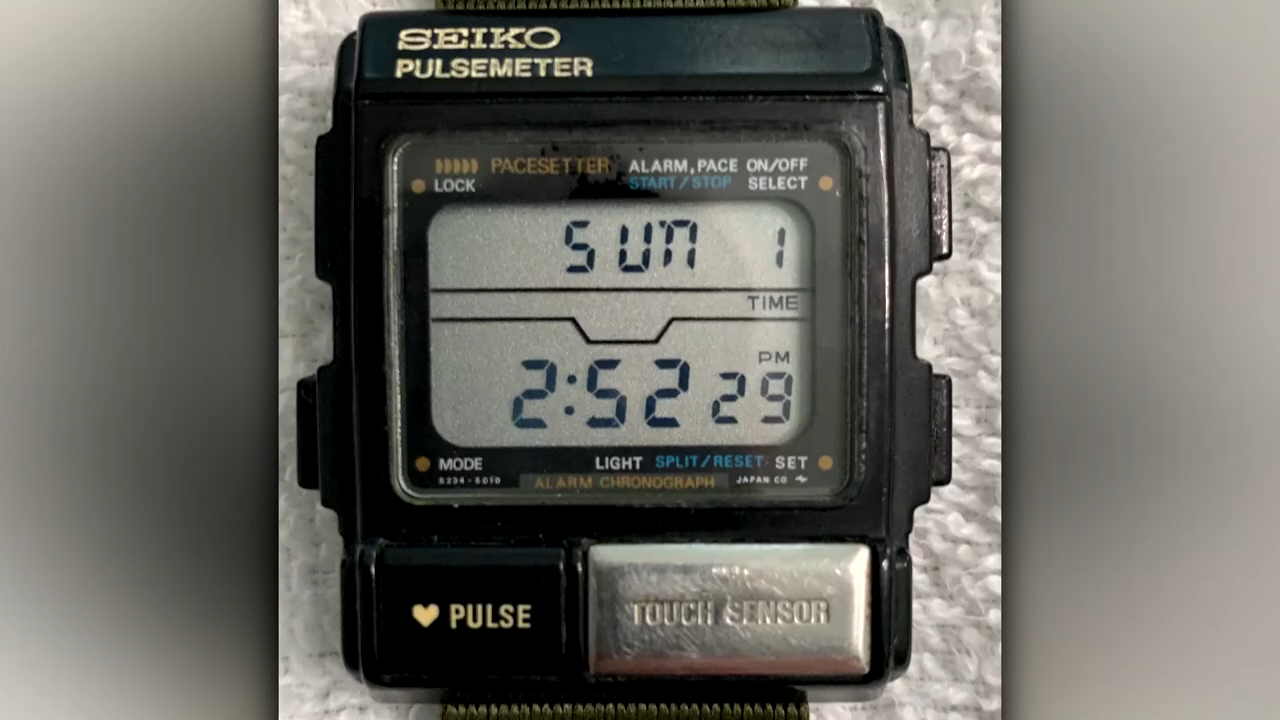 SEIKO
PULSEMETER
PACESETTER ALARM, PACE ON/OFF
LOCK START/STOP SELECT
SUN 1
TIME
PM
2:52 29
MODE LIGHT SPLIT/RESET SET
S234-5010 ALARM CHRONOGRAPH JAPAN CO
PULSE TOUCH SENSOR